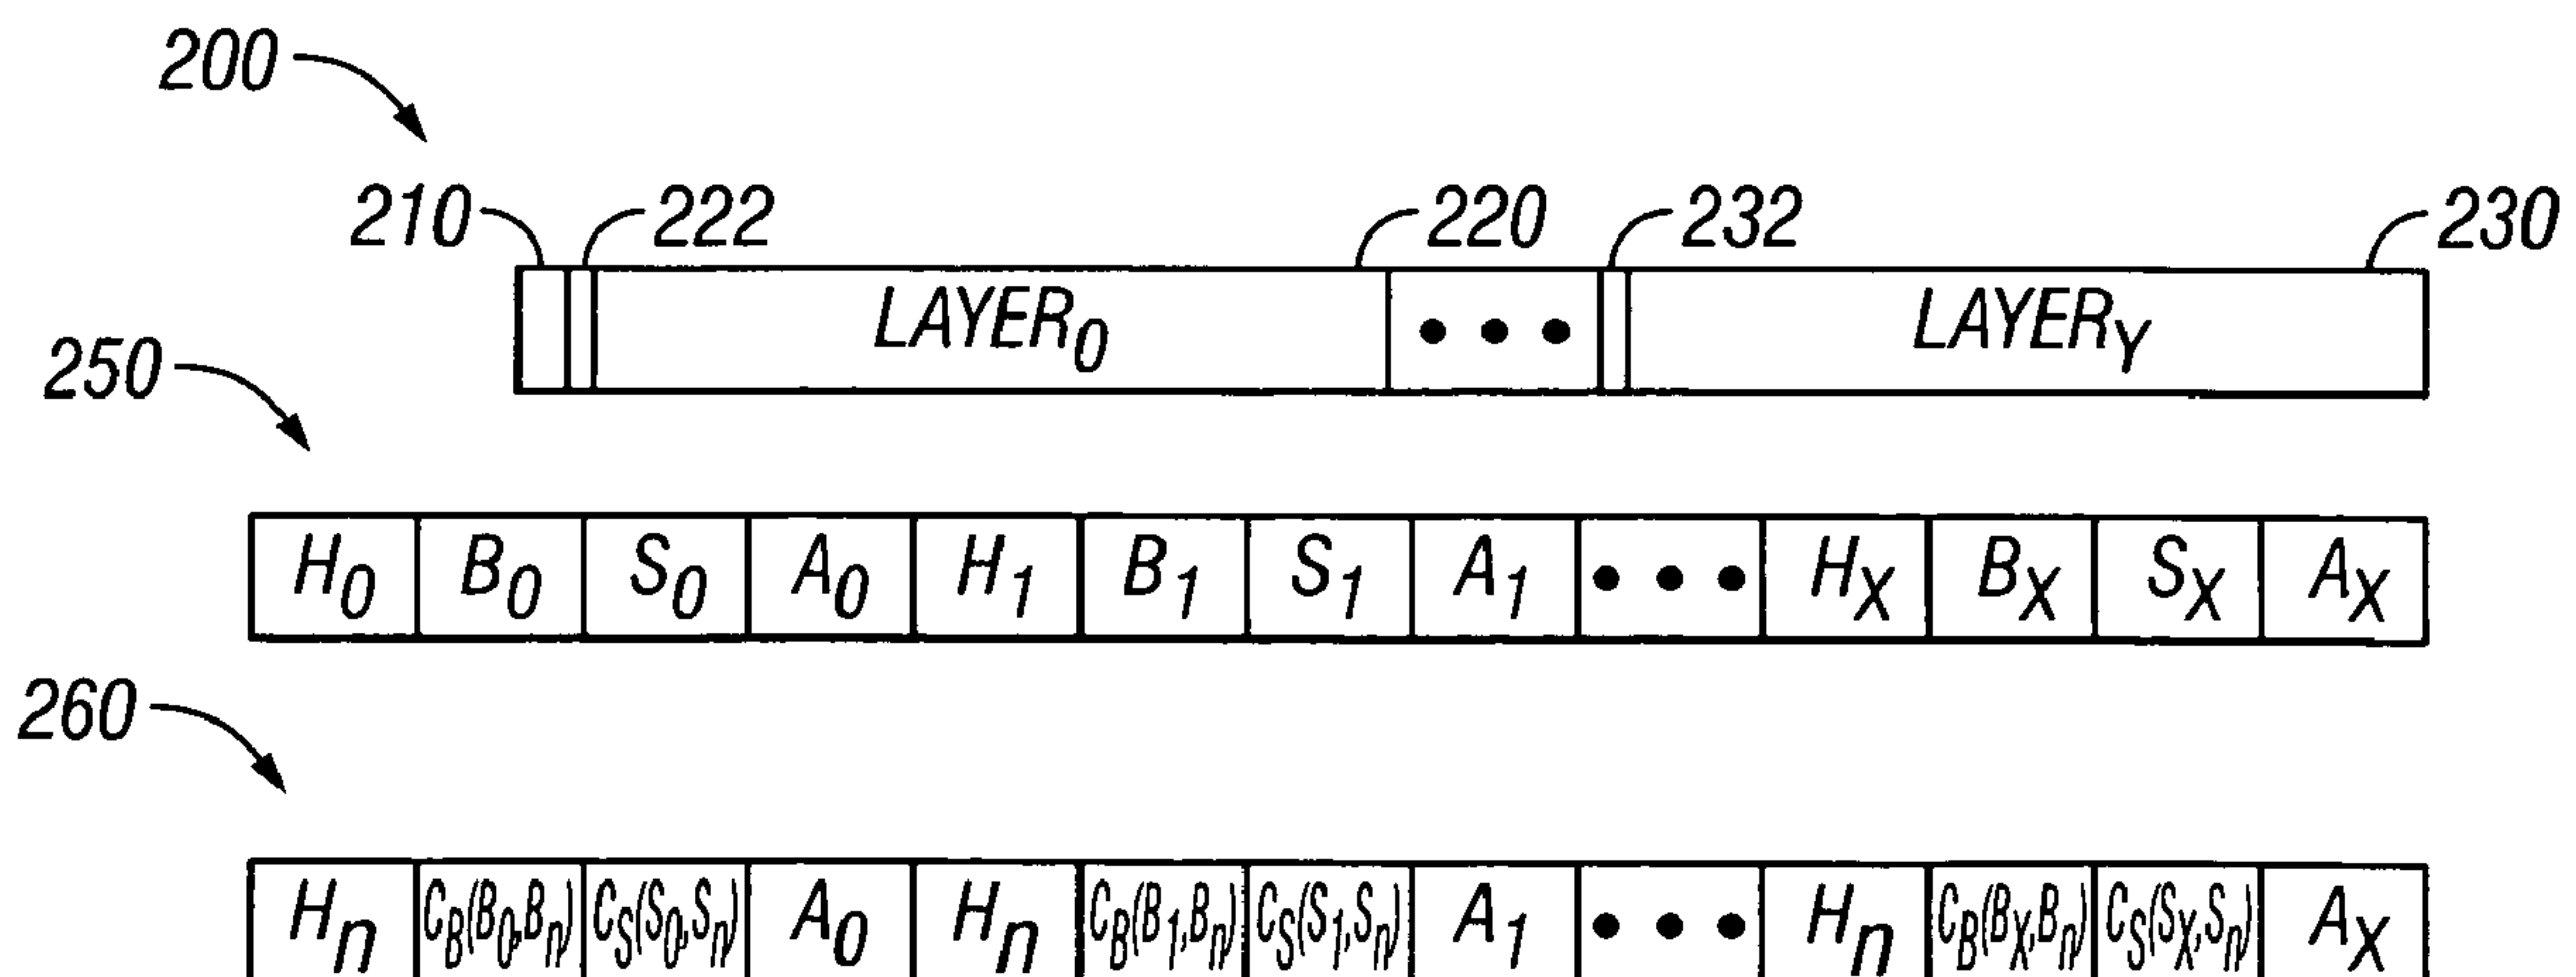 200
210 222 220 232 230
LAYER₀ • • • LAYERY
250
H₀ B₀ S₀ A₀ H₁ B₁ S₁ A₁ • • • HX BX SX AX
260
Hₙ CB(B₀,Bₙ) CS(S₀,Sₙ) A₀ Hₙ CB(B₁,Bₙ) CS(S₁,Sₙ) A₁ • • • Hₙ CB(BX,Bₙ) CS(SX,Sₙ) AX